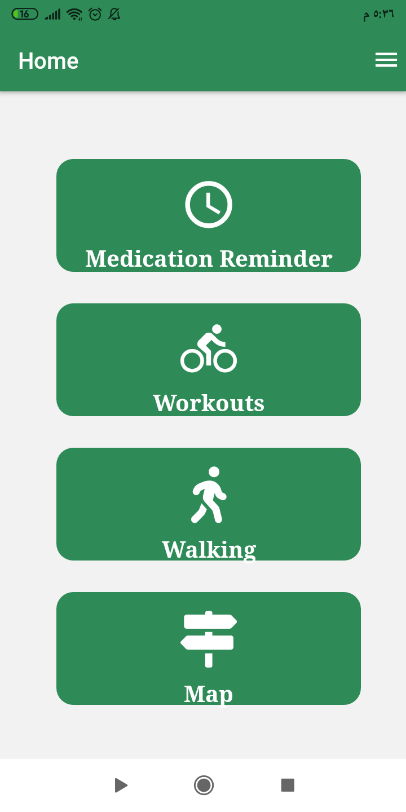 16
٥:٣٦ م
Home
Medication Reminder
Workouts
Walking
Map